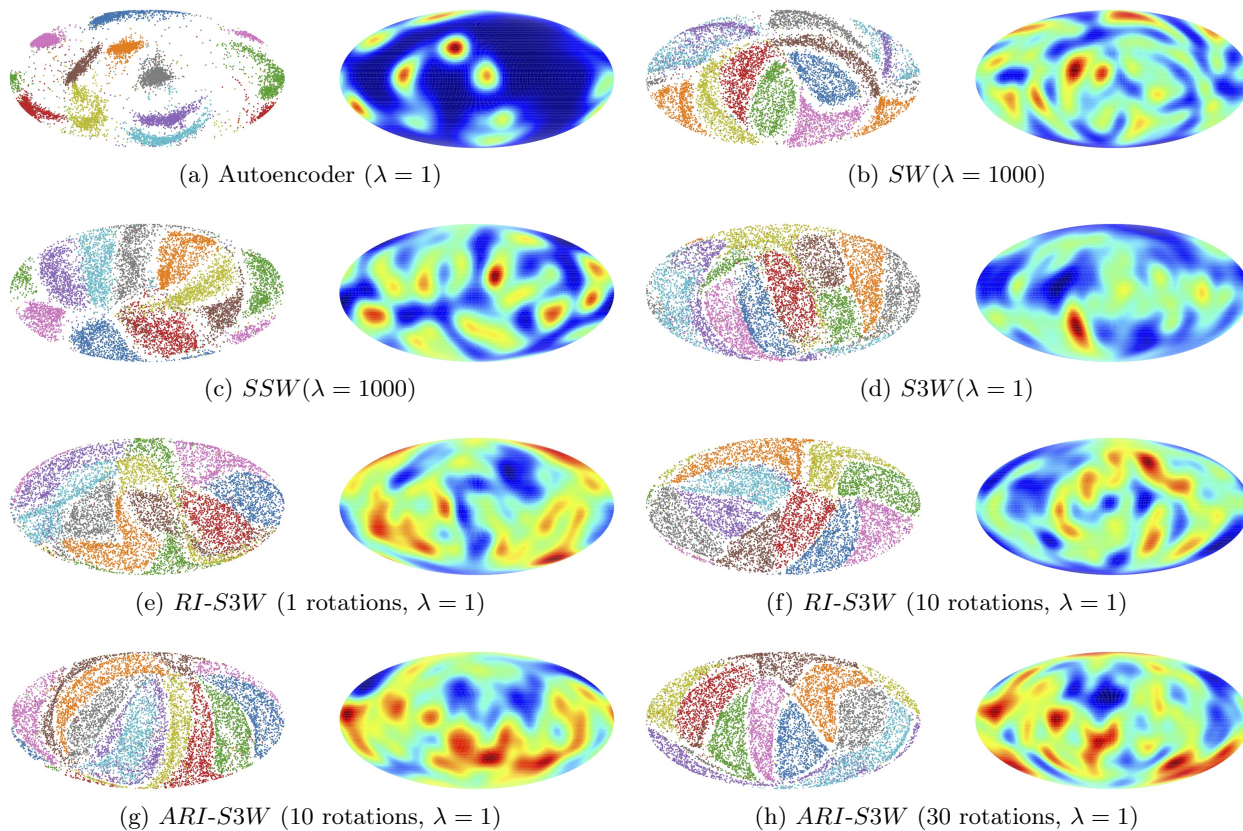 (a) Autoencoder (λ = 1)
(b) SW(λ = 1000)
(c) SSW(λ = 1000)
(d) S3W(λ = 1)
(e) RI-S3W (1 rotations, λ = 1)
(f) RI-S3W (10 rotations, λ = 1)
(g) ARI-S3W (10 rotations, λ = 1)
(h) ARI-S3W (30 rotations, λ = 1)